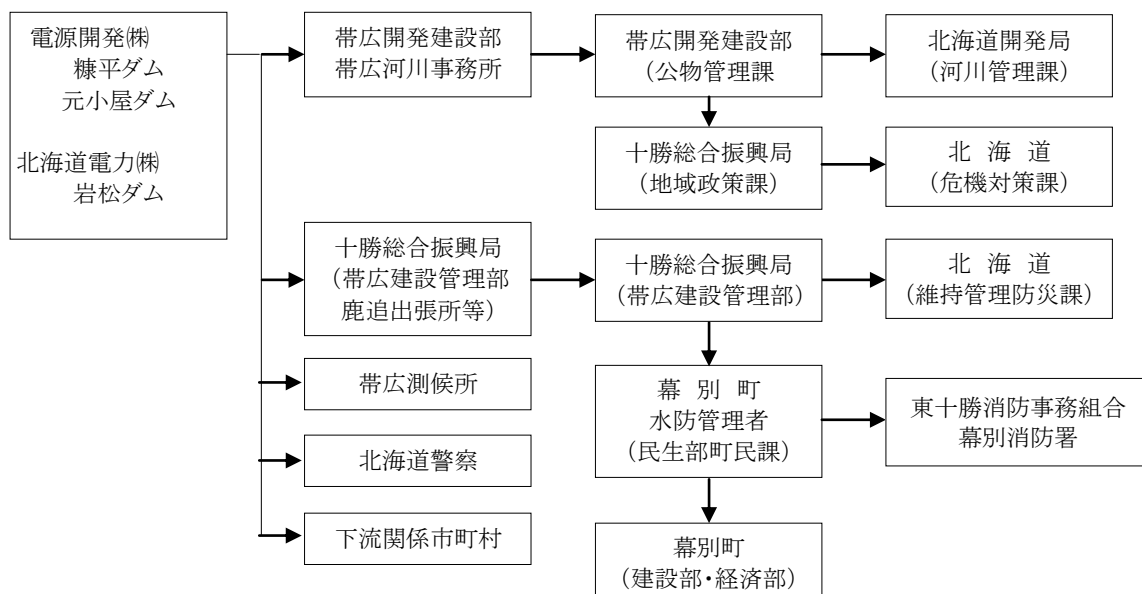 電源開発㈱
糠平ダム
元小屋ダム
北海道電力㈱
岩松ダム
帯広開発建設部
帯広河川事務所
帯広開発建設部
（公物管理課
北海道開発局
（河川管理課）
十勝総合振興局
（地域政策課）
北 海 道
（危機対策課）
十勝総合振興局
（帯広建設管理部
鹿追出張所等）
十勝総合振興局
（帯広建設管理部）
北 海 道
（維持管理防災課）
帯広測候所
幕 別 町
水防管理者
（民生部町民課）
東十勝消防事務組合
幕別消防署
北海道警察
下流関係市町村
幕別町
（建設部・経済部）